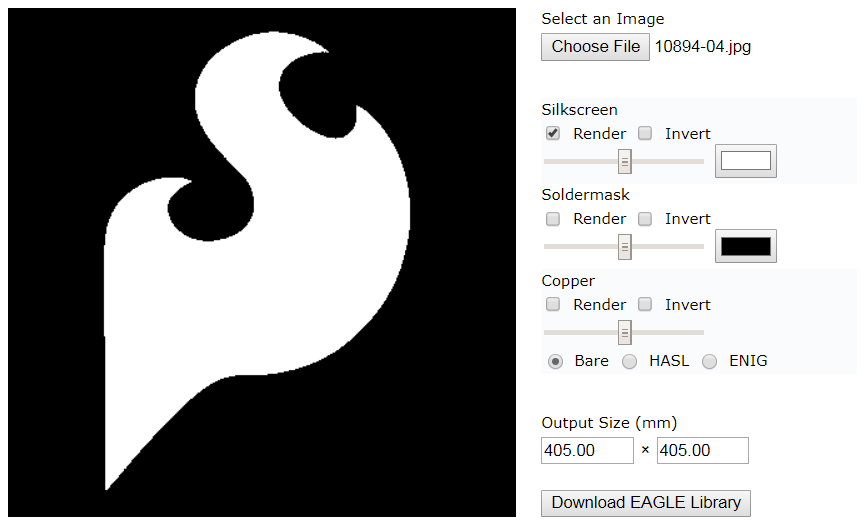 Select an Image
Choose File 10894-04.jpg
Silkscreen
Render Invert
Soldermask
Render Invert
Copper
Render Invert
Bare HASL ENIG
Output Size (mm)
405.00 × 405.00
Download EAGLE Library